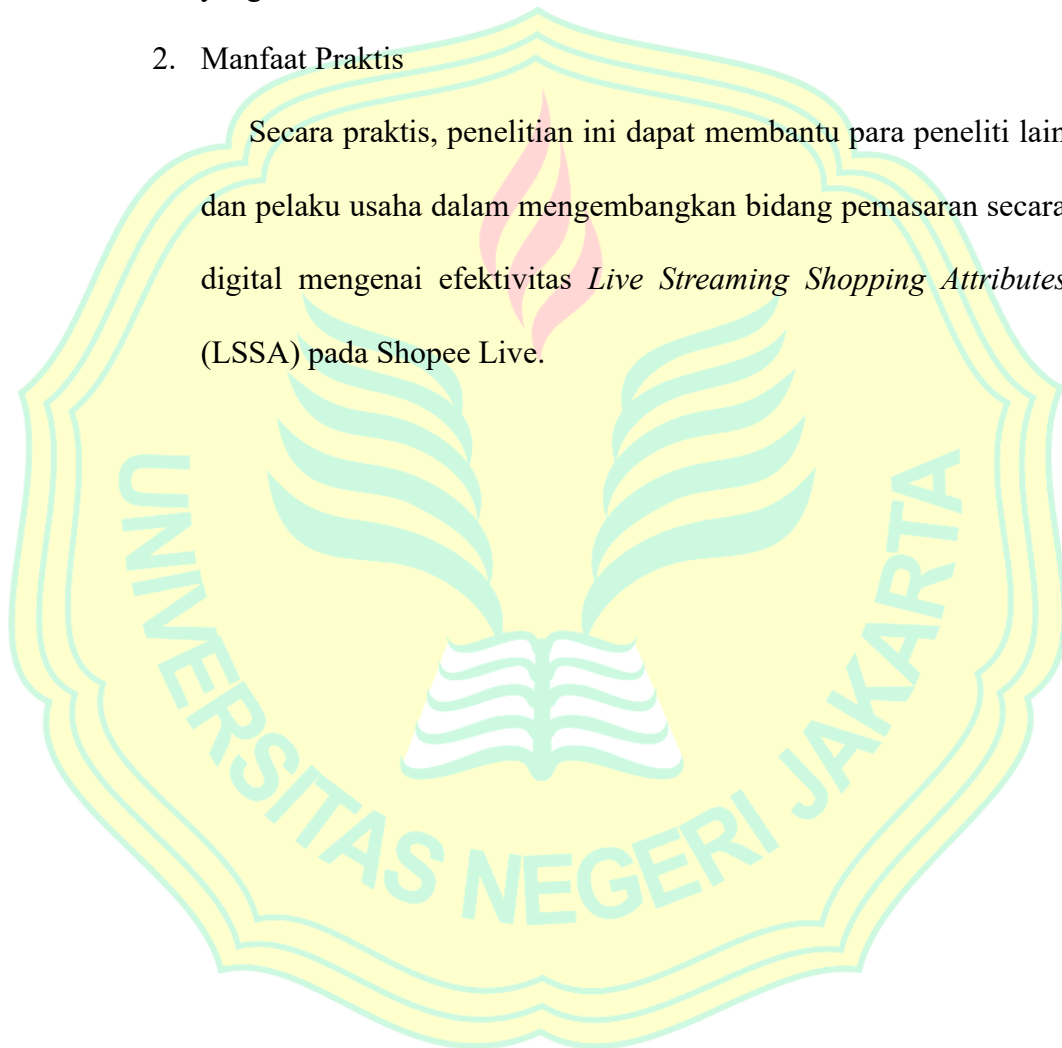 2. Manfaat Praktis
Secara praktis, penelitian ini dapat membantu para peneliti lain
dan pelaku usaha dalam mengembangkan bidang pemasaran secara
digital mengenai efektivitas Live Streaming Shopping Attributes
(LSSA) pada Shopee Live.
UNIVERSITAS NEGERI JAKARTA